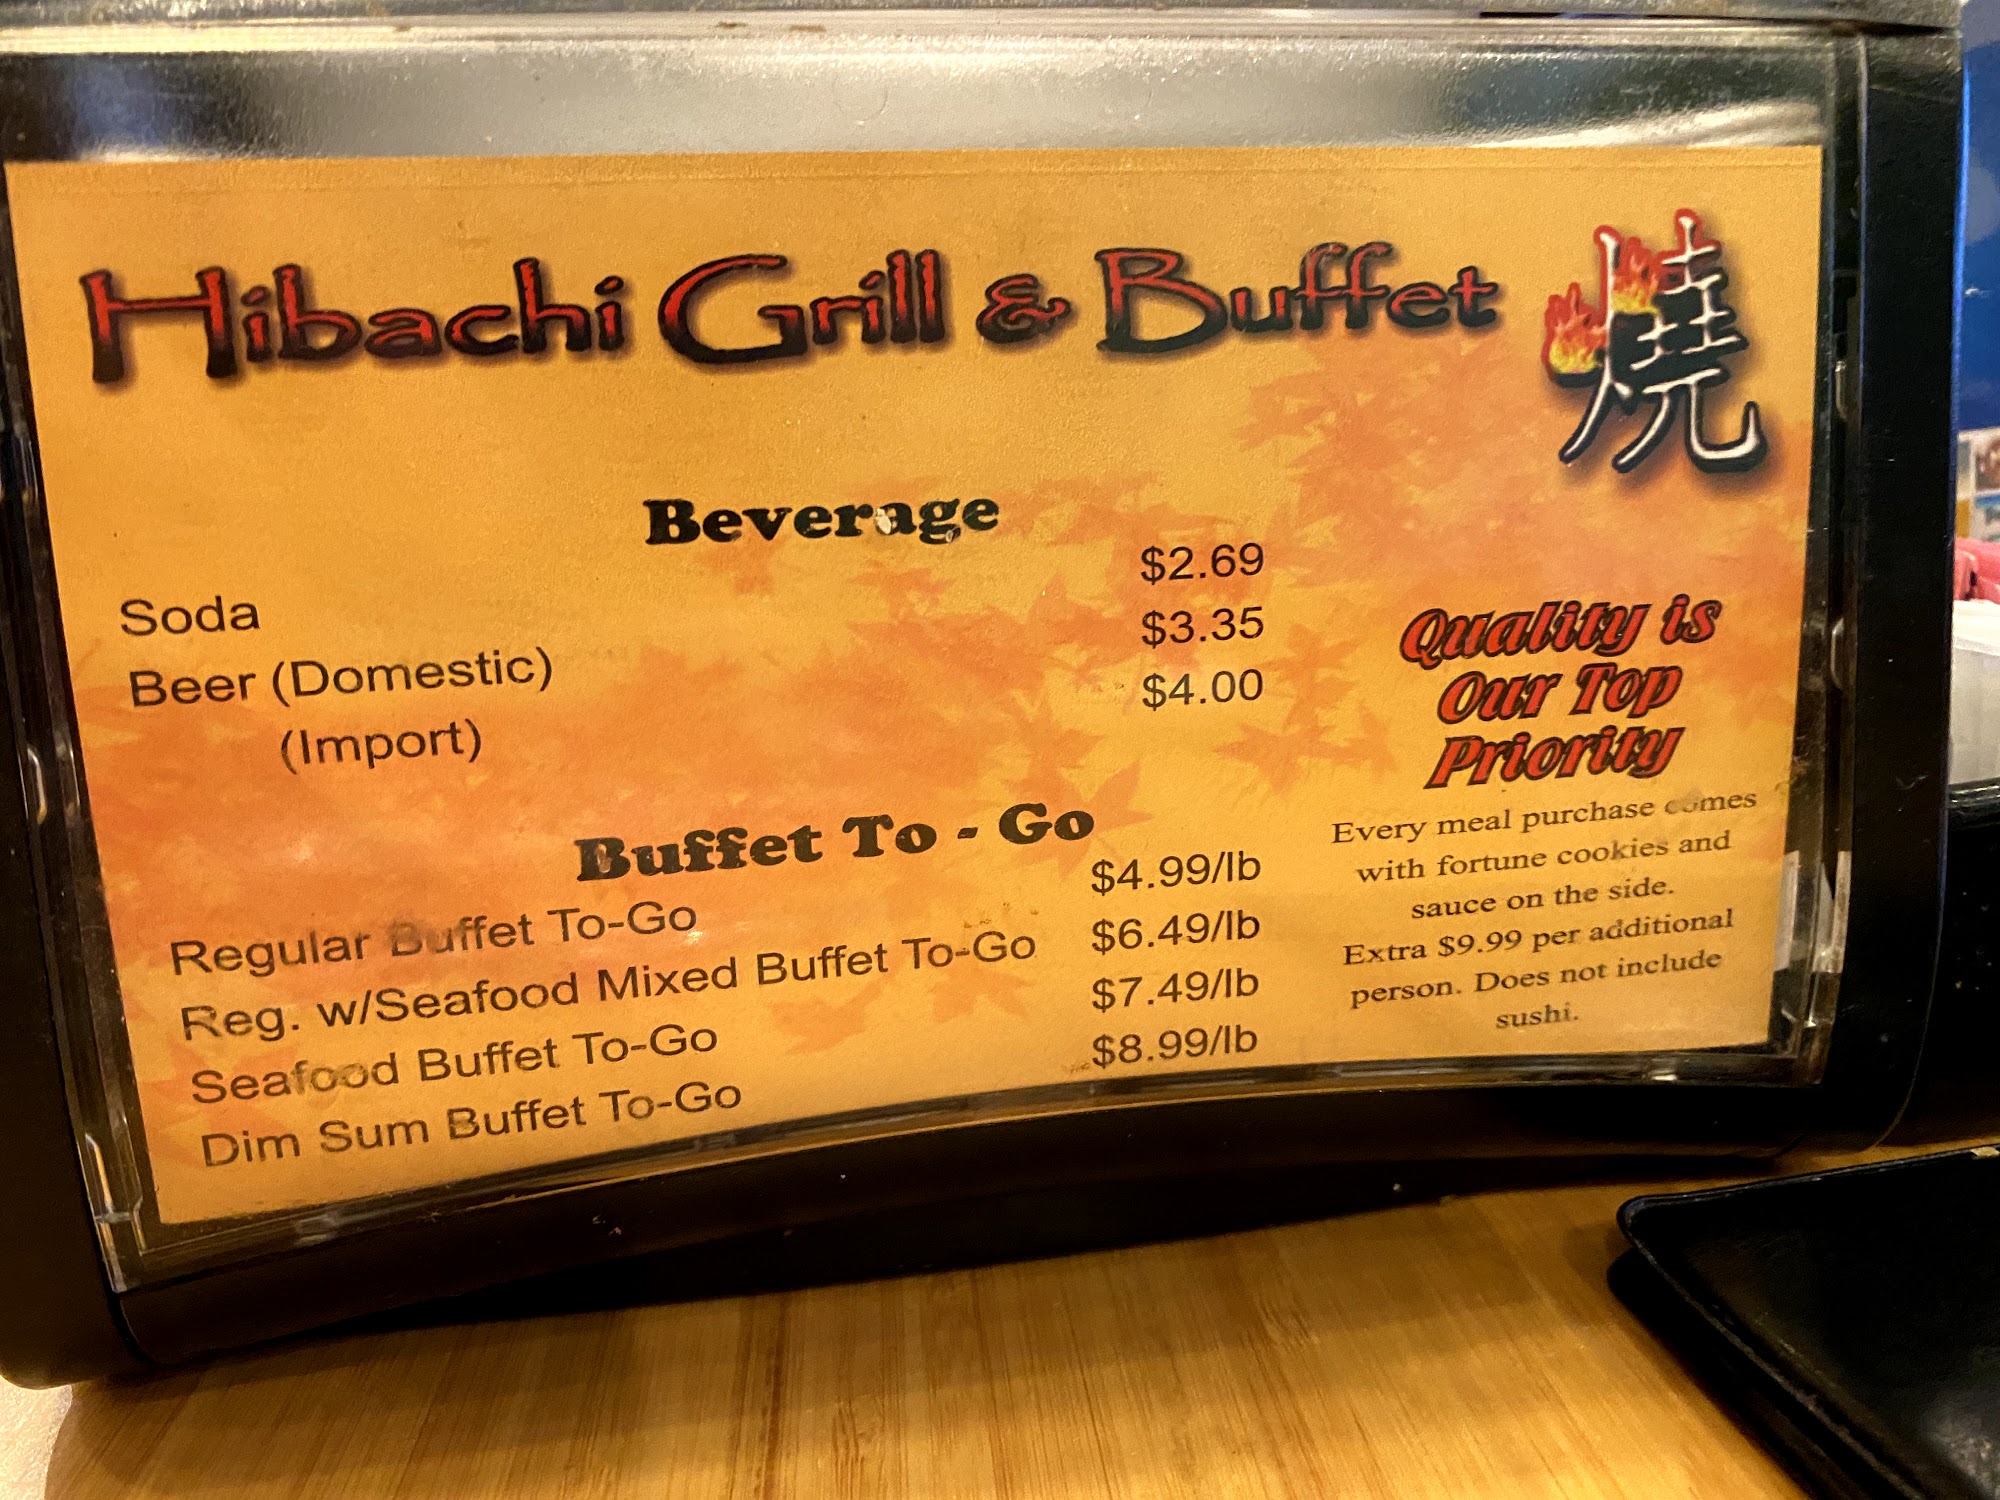 Hibachi Grill & Buffet 燒
Beverage
Soda $2.69
Beer (Domestic) $3.35
(Import) $4.00
Buffet To - Go
Regular Buffet To-Go $4.99/lb
Reg. w/Seafood Mixed Buffet To-Go $6.49/lb
Seafood Buffet To-Go $7.49/lb
Dim Sum Buffet To-Go $8.99/lb
Quality is
Our Top
Priority
Every meal purchase comes
with fortune cookies and
sauce on the side.
Extra $9.99 per additional
person. Does not include
sushi.